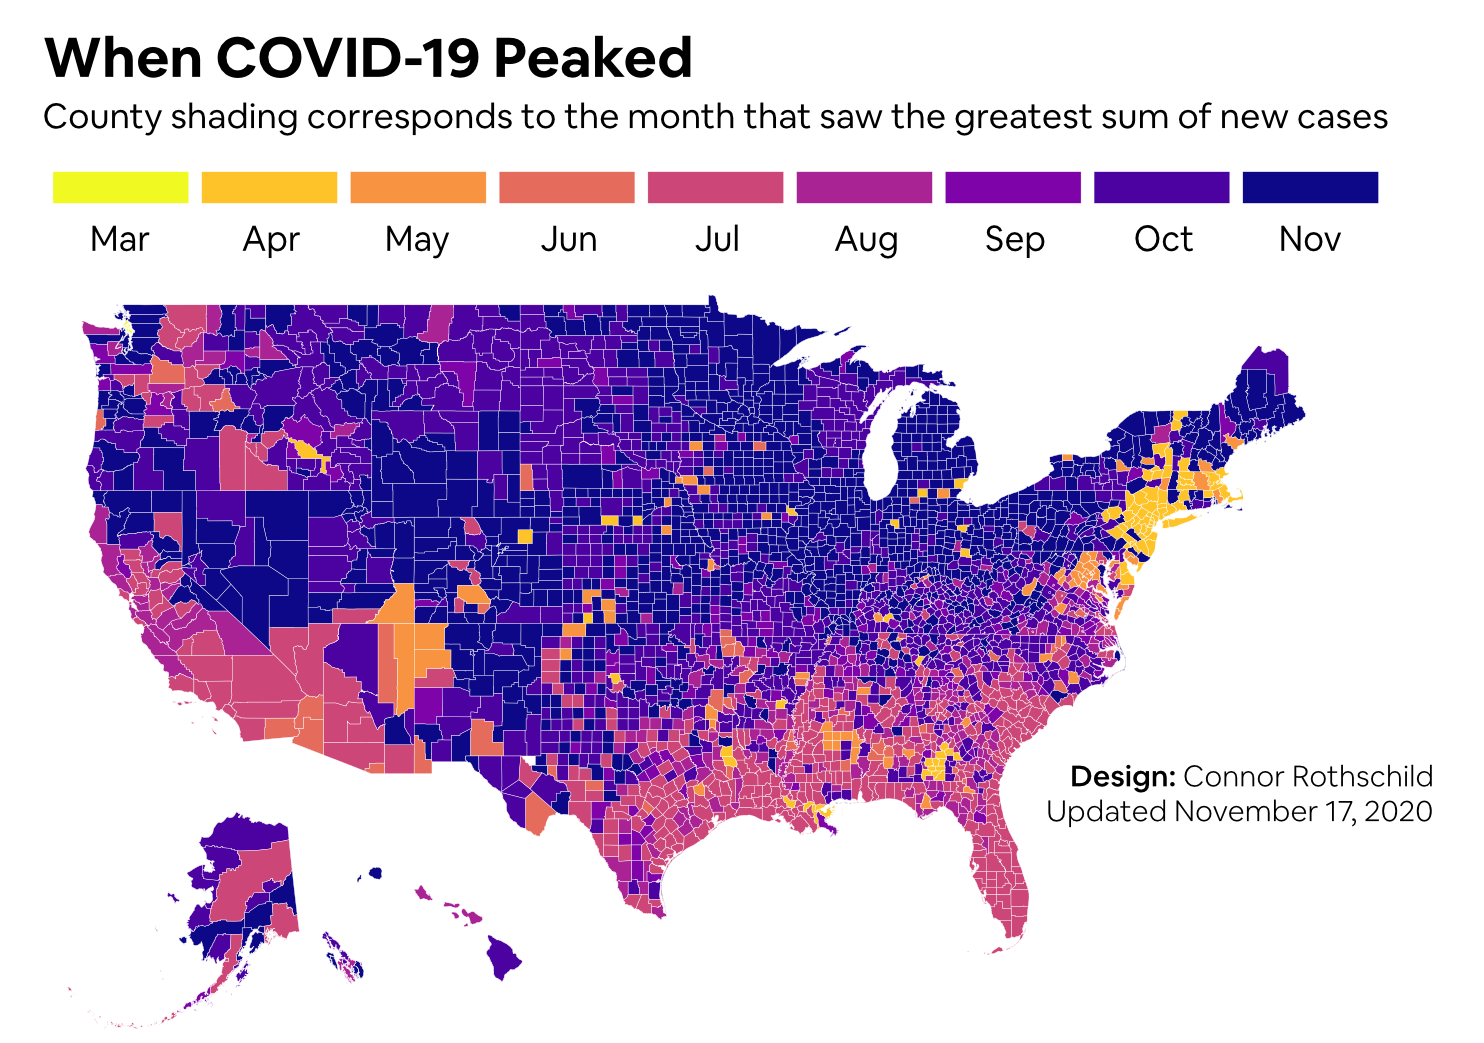 When COVID-19 Peaked
County shading corresponds to the month that saw the greatest sum of new cases
Mar Apr May Jun Jul Aug Sep Oct Nov
Design: Connor Rothschild
Updated November 17, 2020